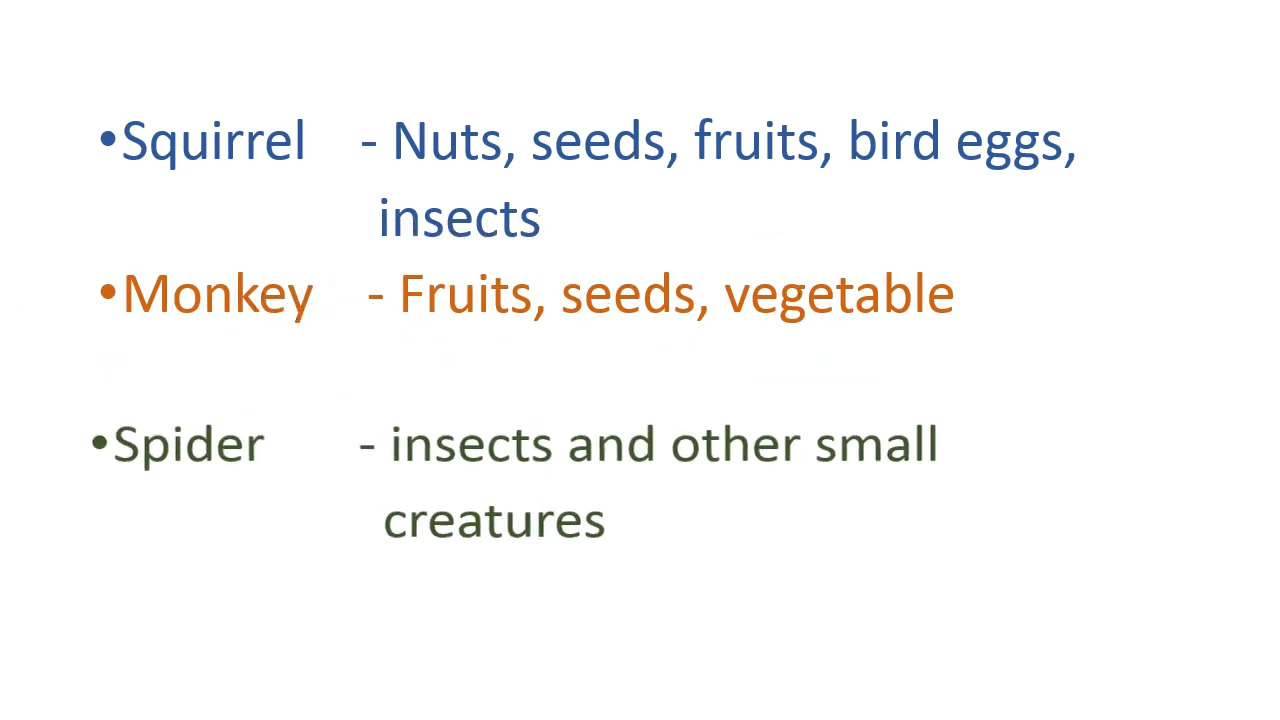 •Squirrel - Nuts, seeds, fruits, bird eggs,
insects
•Monkey - Fruits, seeds, vegetable
•Spider - insects and other small
creatures